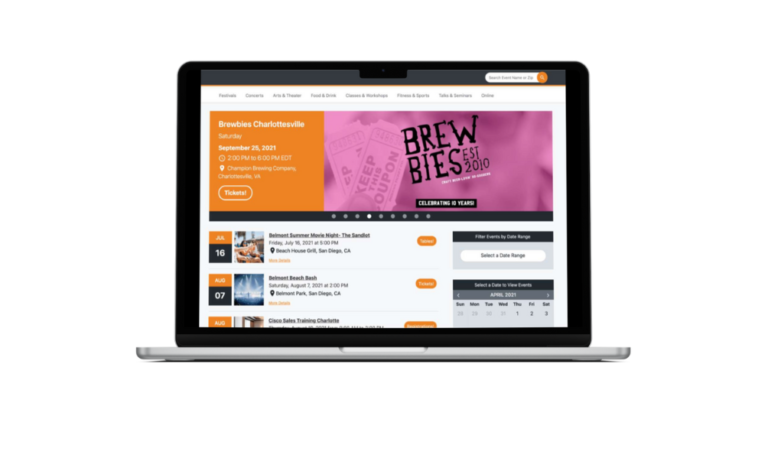 Search Event Name or Zip
Festivals Concerts Arts & Theater Food & Drink Classes & Workshops Fitness & Sports Talks & Seminars Online
Brewbies Charlottesville
Saturday
September 25, 2021
2:00 PM to 6:00 PM EDT
Champion Brewing Company,
Charlottesville, VA
Tickets!
KEEP
THIS
COUPON
BREW
BIES
EST
2010
CELEBRATING 10 YEARS!
JUL
16
Belmont Summer Movie Night- The Sandlot
Friday, July 16, 2021 at 5:00 PM
Beach House Grill, San Diego, CA
More Details
Tickets
AUG
07
Belmont Beach Bash
Saturday, August 7, 2021 at 2:00 PM
Belmont Park, San Diego, CA
More Details
Tickets
AUG
Cisco Sales Training Charlotte
Filter Events by Date Range
Select a Date Range
Select a Date to View Events
APRIL 2021
Sun Mon Tue Wed Thu Fri Sat
28 29 30 31 1 2 3